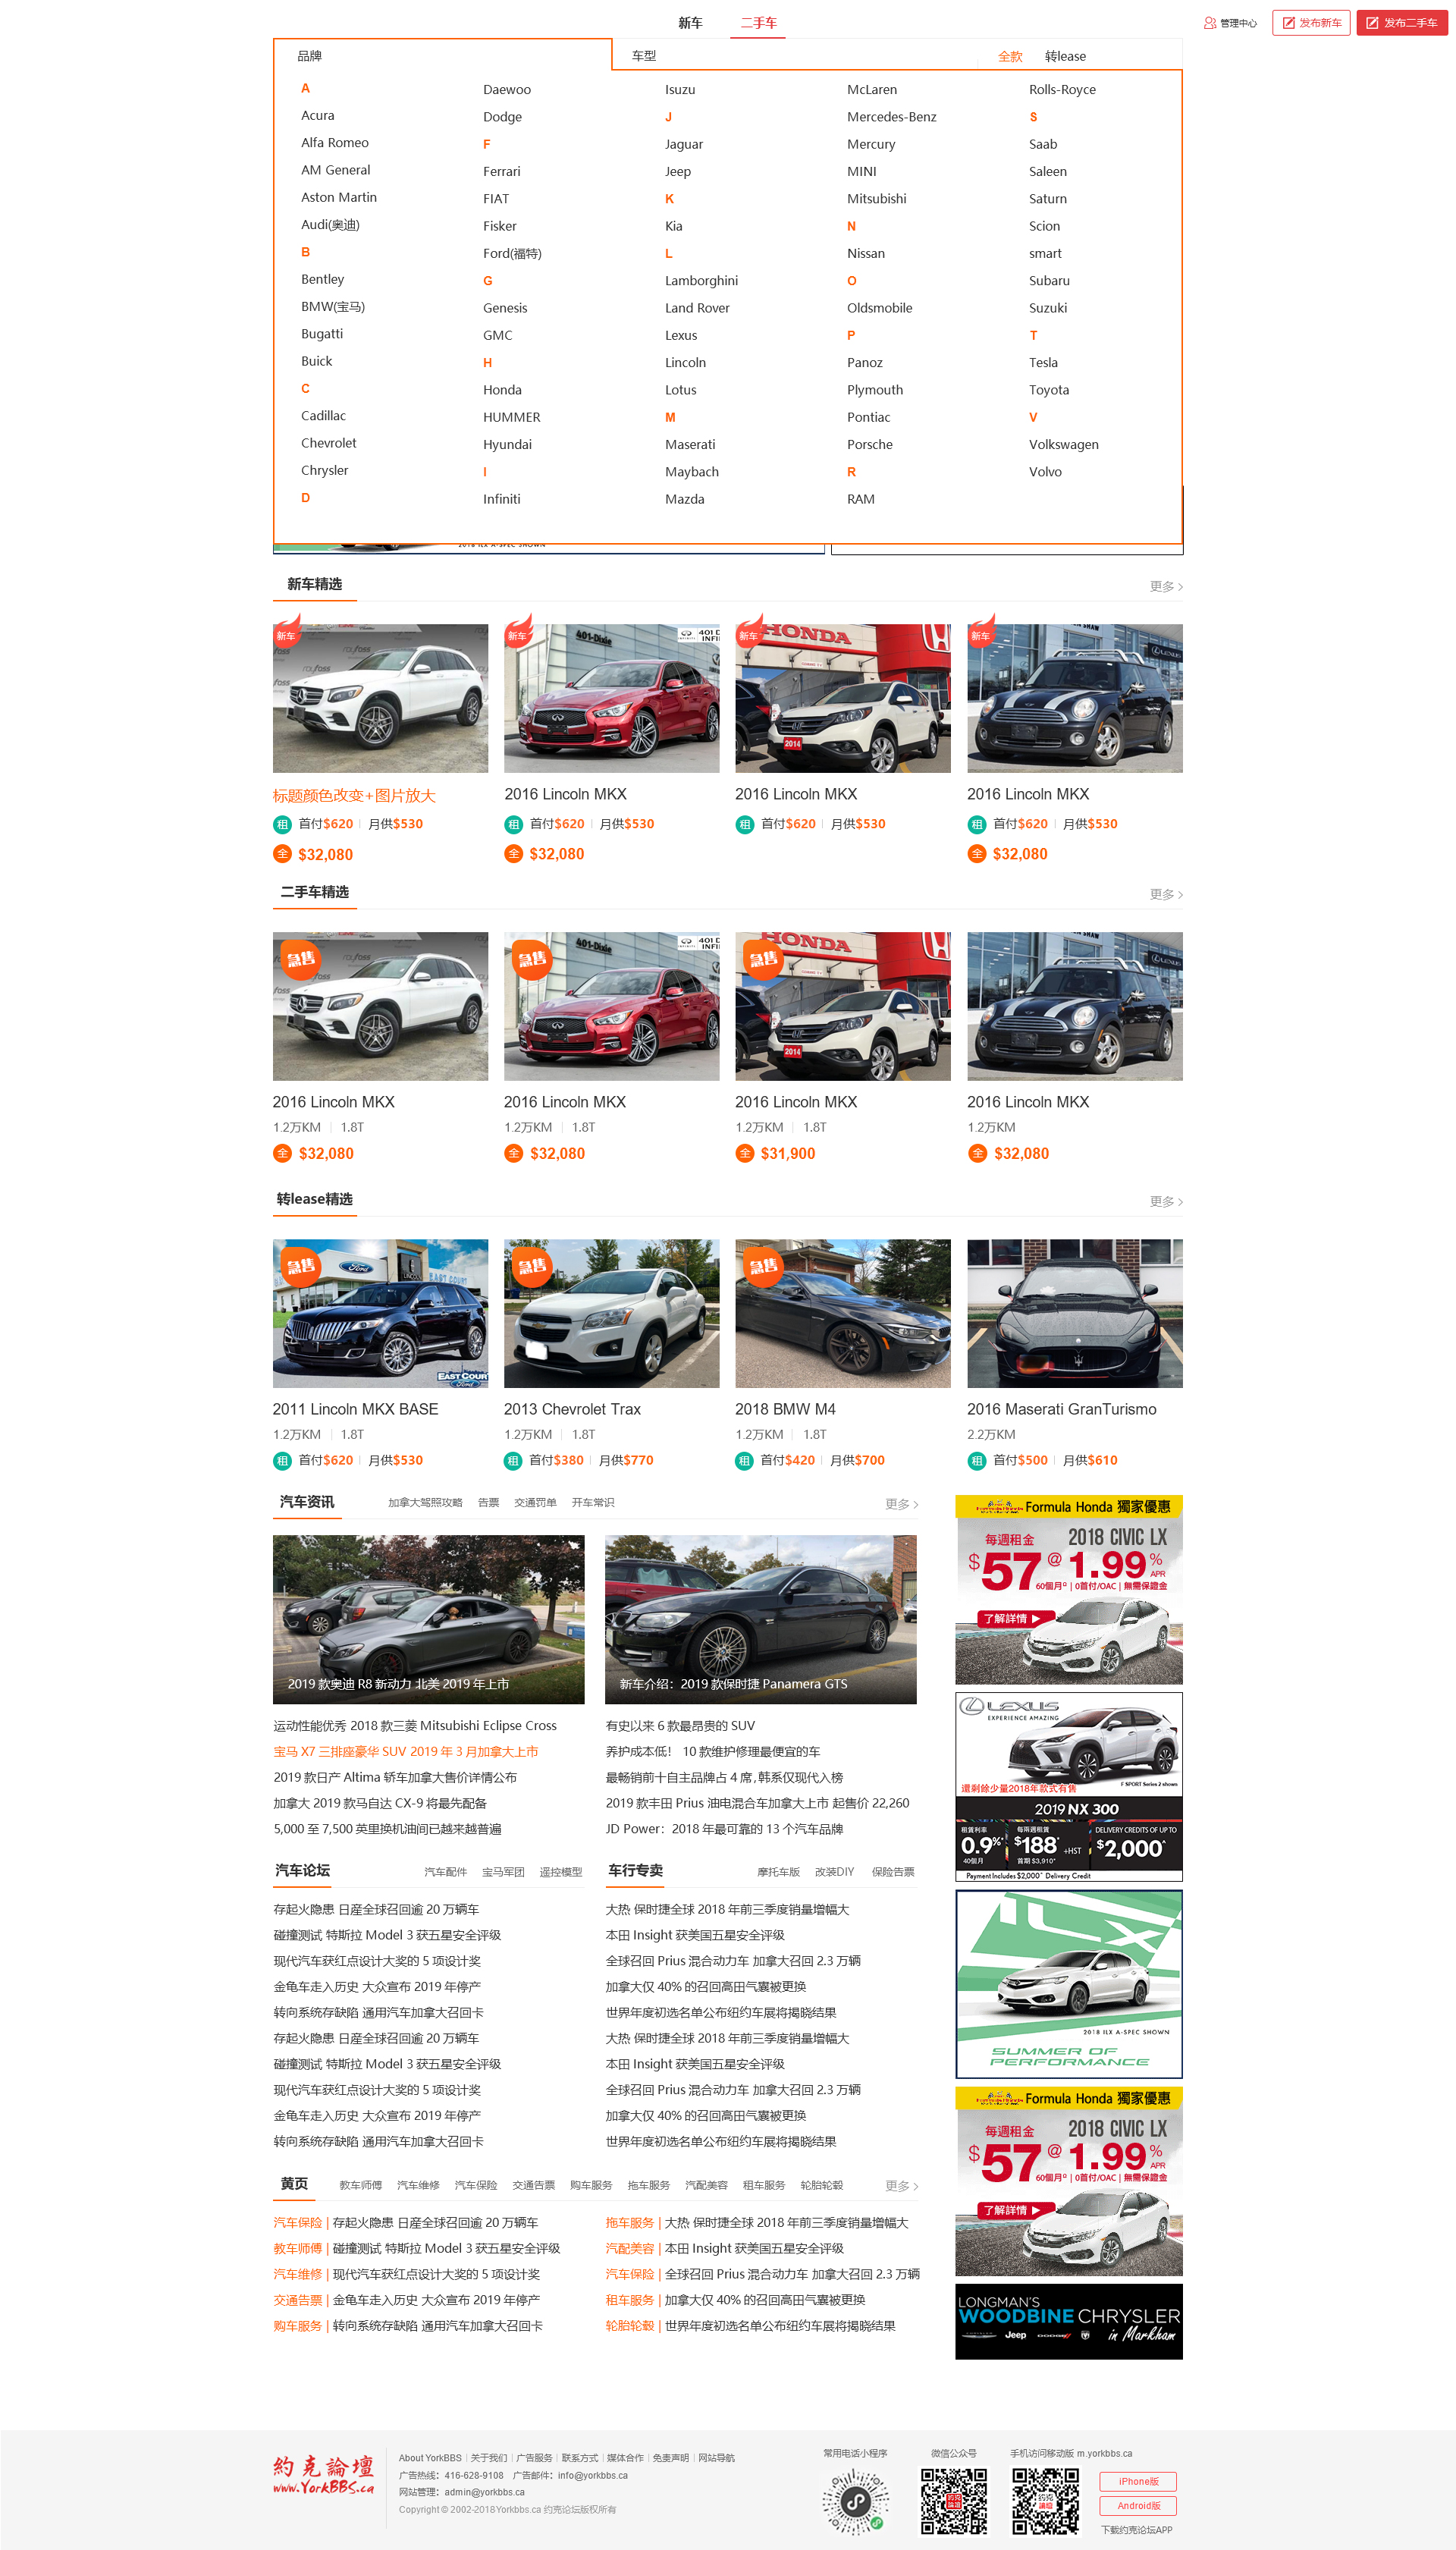 新车 二手车 管理中心 发布新车 发布二手车
品牌 车型 全款 转lease
A
Acura
Alfa Romeo
AM General
Aston Martin
Audi(奥迪)
B
Bentley
BMW(宝马)
Bugatti
Buick
C
Cadillac
Chevrolet
Chrysler
D
Daewoo
Dodge
F
Ferrari
FIAT
Fisker
Ford(福特)
G
Genesis
GMC
H
Honda
HUMMER
Hyundai
I
Infiniti
Isuzu
J
Jaguar
Jeep
K
Kia
L
Lamborghini
Land Rover
Lexus
Lincoln
Lotus
M
Maserati
Maybach
Mazda
McLaren
Mercedes-Benz
Mercury
MINI
Mitsubishi
N
Nissan
O
Oldsmobile
P
Panoz
Plymouth
Pontiac
Porsche
R
RAM
Rolls-Royce
S
Saab
Saleen
Saturn
Scion
smart
Subaru
Suzuki
T
Tesla
Toyota
V
Volkswagen
Volvo
新车精选 更多 >
新车 新车 新车 新车
401-Dixie HONDA 2014 LEXUS
标题颜色改变+图片放大 2016 Lincoln MKX 2016 Lincoln MKX 2016 Lincoln MKX
租 首付$620 | 月供$530 租 首付$620 | 月供$530 租 首付$620 | 月供$530 租 首付$620 | 月供$530
全 $32,080 全 $32,080 全 $32,080
二手车精选 更多 >
急售 急售 急售
401-Dixie HONDA 2014 LEXUS
2016 Lincoln MKX 2016 Lincoln MKX 2016 Lincoln MKX 2016 Lincoln MKX
1.2万KM | 1.8T 1.2万KM | 1.8T 1.2万KM | 1.8T 1.2万KM
全 $32,080 全 $32,080 全 $31,900 全 $32,080
转lease精选 更多 >
急售 急售 急售
Ford EAST COURT
2011 Lincoln MKX BASE 2013 Chevrolet Trax 2018 BMW M4 2016 Maserati GranTurismo
1.2万KM | 1.8T 1.2万KM | 1.8T 1.2万KM | 1.8T 2.2万KM
租 首付$620 | 月供$530 租 首付$380 | 月供$770 租 首付$420 | 月供$700 租 首付$500 | 月供$610
汽车资讯 加拿大驾照攻略 告票 交通罚单 开车常识 更多 >
2019 款奥迪 R8 新动力 北美 2019 年上市
新车介绍：2019 款保时捷 Panamera GTS
运动性能优秀 2018 款三菱 Mitsubishi Eclipse Cross
宝马 X7 三排座豪华 SUV 2019 年 3 月加拿大上市
2019 款日产 Altima 轿车加拿大售价详情公布
加拿大 2019 款马自达 CX-9 将最先配备
5,000 至 7,500 英里换机油间已越来越普遍
有史以来 6 款最昂贵的 SUV
养护成本低！ 10 款维护修理最便宜的车
最畅销前十自主品牌占 4 席 , 韩系仅现代入榜
2019 款丰田 Prius 油电混合车加拿大上市 起售价 22,260
JD Power：2018 年最可靠的 13 个汽车品牌
汽车论坛 汽车配件 宝马军团 遥控模型
存起火隐患 日産全球召回逾 20 万辆车
碰撞测试 特斯拉 Model 3 获五星安全评级
现代汽车获红点设计大奖的 5 项设计奖
金龟车走入历史 大众宣布 2019 年停产
转向系统存缺陷 通用汽车加拿大召回卡
存起火隐患 日産全球召回逾 20 万辆车
碰撞测试 特斯拉 Model 3 获五星安全评级
现代汽车获红点设计大奖的 5 项设计奖
金龟车走入历史 大众宣布 2019 年停产
转向系统存缺陷 通用汽车加拿大召回卡
车行专卖 摩托车版 改装DIY 保险告票
大热 保时捷全球 2018 年前三季度销量增幅大
本田 Insight 获美国五星安全评级
全球召回 Prius 混合动力车 加拿大召回 2.3 万辆
加拿大仅 40% 的召回高田气囊被更换
世界年度初选名单公布纽约车展将揭晓结果
大热 保时捷全球 2018 年前三季度销量增幅大
本田 Insight 获美国五星安全评级
全球召回 Prius 混合动力车 加拿大召回 2.3 万辆
加拿大仅 40% 的召回高田气囊被更换
世界年度初选名单公布纽约车展将揭晓结果
黄页 教车师傅 汽车维修 汽车保险 交通告票 购车服务 拖车服务 汽配美容 租车服务 轮胎轮毂 更多 >
汽车保险 | 存起火隐患 日産全球召回逾 20 万辆车
教车师傅 | 碰撞测试 特斯拉 Model 3 获五星安全评级
汽车维修 | 现代汽车获红点设计大奖的 5 项设计奖
交通告票 | 金龟车走入历史 大众宣布 2019 年停产
购车服务 | 转向系统存缺陷 通用汽车加拿大召回卡
拖车服务 | 大热 保时捷全球 2018 年前三季度销量增幅大
汽配美容 | 本田 Insight 获美国五星安全评级
汽车保险 | 全球召回 Prius 混合动力车 加拿大召回 2.3 万辆
租车服务 | 加拿大仅 40% 的召回高田气囊被更换
轮胎轮毂 | 世界年度初选名单公布纽约车展将揭晓结果
Formula Honda 獨家優惠
每週租金 2018 CIVIC LX
$57 @ 1.99% APR
60個月 | 0首付/OAC | 無需保證金
了解詳情 ▶
LEXUS
EXPERIENCE AMAZING
F SPORT Series 2 shown
還剩餘少量2018年款式有售
2019 NX 300
租賃利率 0.9% 40個月
每兩週租賃 $188* +HST 首期 $3,910*
DELIVERY CREDITS OF UP TO $2,000
Payment Includes $2,000 Delivery Credit
ILX
2018 ILX A-SPEC SHOWN
SUMMER OF
PERFORMANCE
Formula Honda 獨家優惠
每週租金 2018 CIVIC LX
$57 @ 1.99% APR
60個月 | 0首付/OAC | 無需保證金
了解詳情 ▶
LONGMAN'S
WOODBINE CHRYSLER
CHRYSLER Jeep DODGE in Markham
約克論壇
www.YorkBBS.ca
About YorkBBS | 关于我们 | 广告服务 | 联系方式 | 媒体合作 | 免责声明 | 网站导航
广告热线：416-628-9108 广告邮件：info@yorkbbs.ca
网站管理：admin@yorkbbs.ca
Copyright © 2002-2018Yorkbbs.ca 约克论坛版权所有
常用电话小程序 微信公众号 手机访问移动版 m.yorkbbs.ca
iPhone版
Android版
下载约克论坛APP